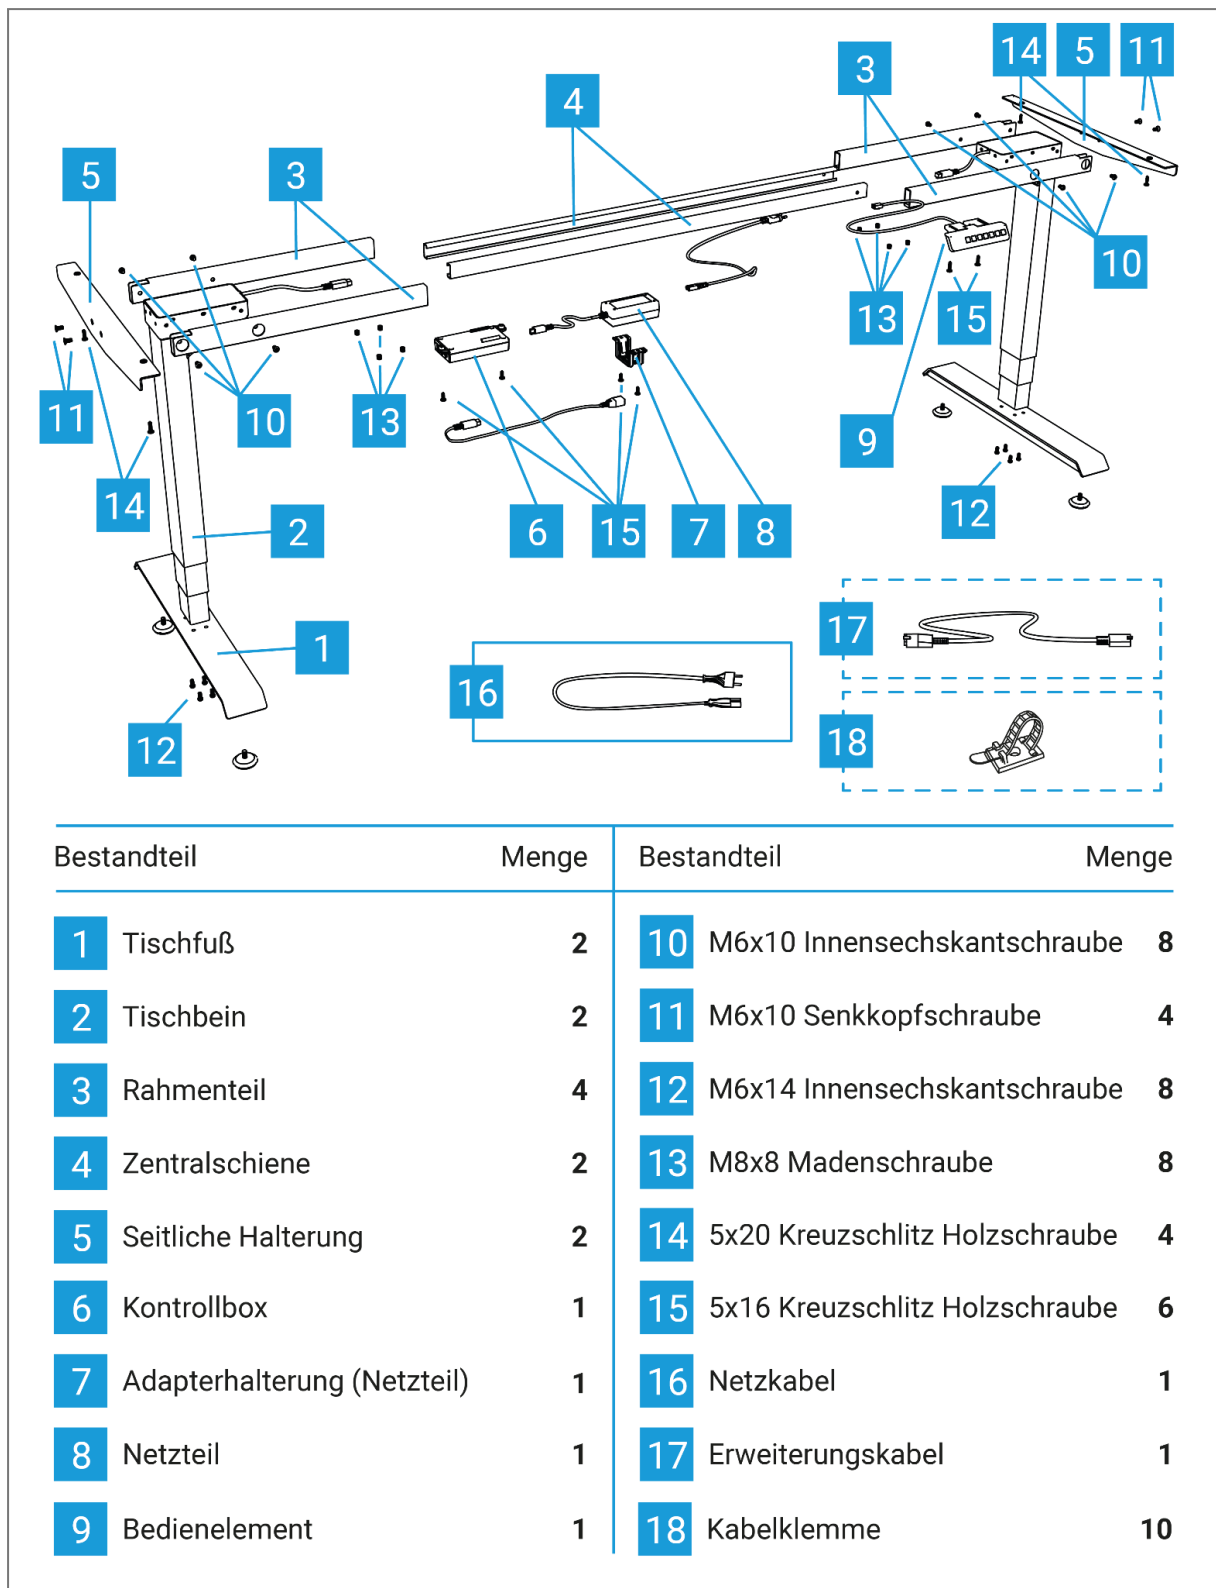 14 5 11
3
4
5 3
10
13 15
11 10 13 9
14 2 6 15 7 8 12
17
1
16
18
12
Bestandteil Menge Bestandteil Menge
1 Tischfuß 2
2 Tischbein 2
3 Rahmenteil 4
4 Zentralschiene 2
5 Seitliche Halterung 2
6 Kontrollbox 1
7 Adapterhalterung (Netzteil) 1
8 Netzteil 1
9 Bedienelement 1
10 M6x10 Innensechskantschraube 8
11 M6x10 Senkkopfschraube 4
12 M6x14 Innensechskantschraube 8
13 M8x8 Madenschraube 8
14 5x20 Kreuzschlitz Holzschraube 4
15 5x16 Kreuzschlitz Holzschraube 6
16 Netzkabel 1
17 Erweiterungskabel 1
18 Kabelklemme 10